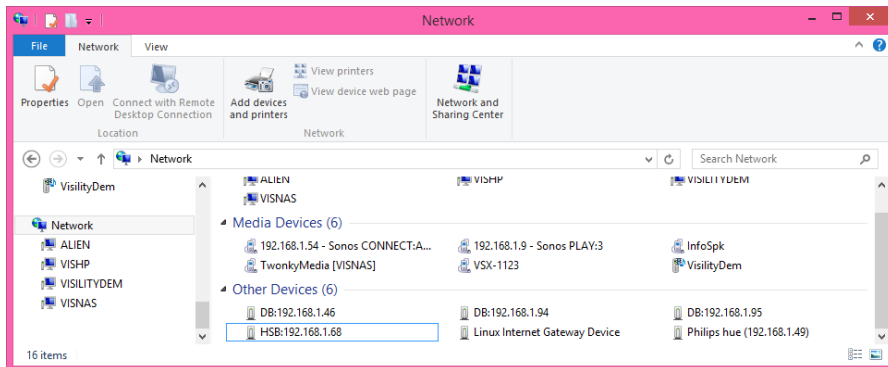 Network
File Network View
Properties Open Connect with Remote Desktop Connection Add devices and printers View printers View device web page Network and Sharing Center
Location Network
Network Search Network
VisilityDem
Network
ALIEN
VISHP
VISILITYDEM
VISNAS
ALIEN VISHP VISILITYDEM
VISNAS
Media Devices (6)
192.168.1.54 - Sonos CONNECT:A... 192.168.1.9 - Sonos PLAY:3 InfoSpk
TwonkyMedia [VISNAS] VSX-1123 VisilityDem
Other Devices (6)
DB:192.168.1.46 DB:192.168.1.94 DB:192.168.1.95
HSB:192.168.1.68 Linux Internet Gateway Device Philips hue (192.168.1.49)
16 items